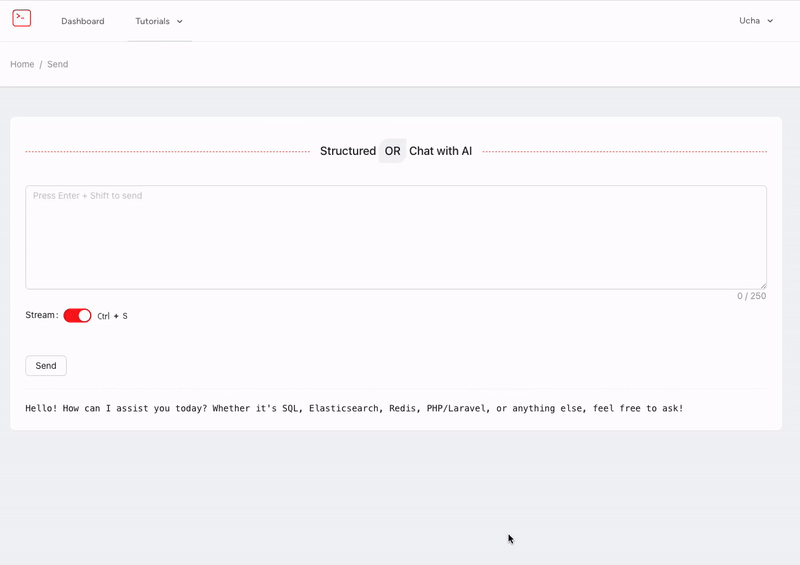 Dashboard Tutorials Ucha
Home / Send
Structured OR Chat with AI
Press Enter + Shift to send
0 / 250
Stream: Ctrl + S
Send
Hello! How can I assist you today? Whether it's SQL, Elasticsearch, Redis, PHP/Laravel, or anything else, feel free to ask!